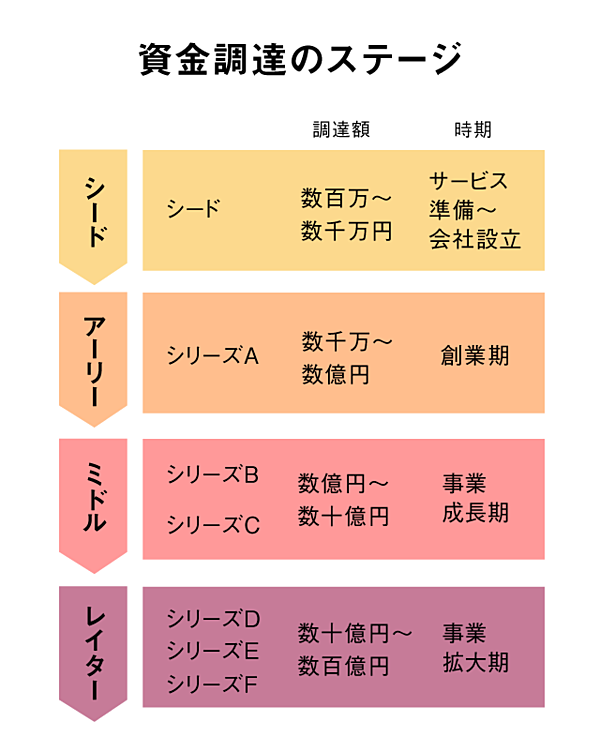 資金調達のステージ
調達額
時期
シード
シード
数百万～
数千万円
サービス
準備～
会社設立
アーリー
シリーズA
数千万～
数億円
創業期
ミドル
シリーズB
シリーズC
数億円～
数十億円
事業
成長期
レイター
シリーズD
シリーズE
シリーズF
数十億円～
数百億円
事業
拡大期